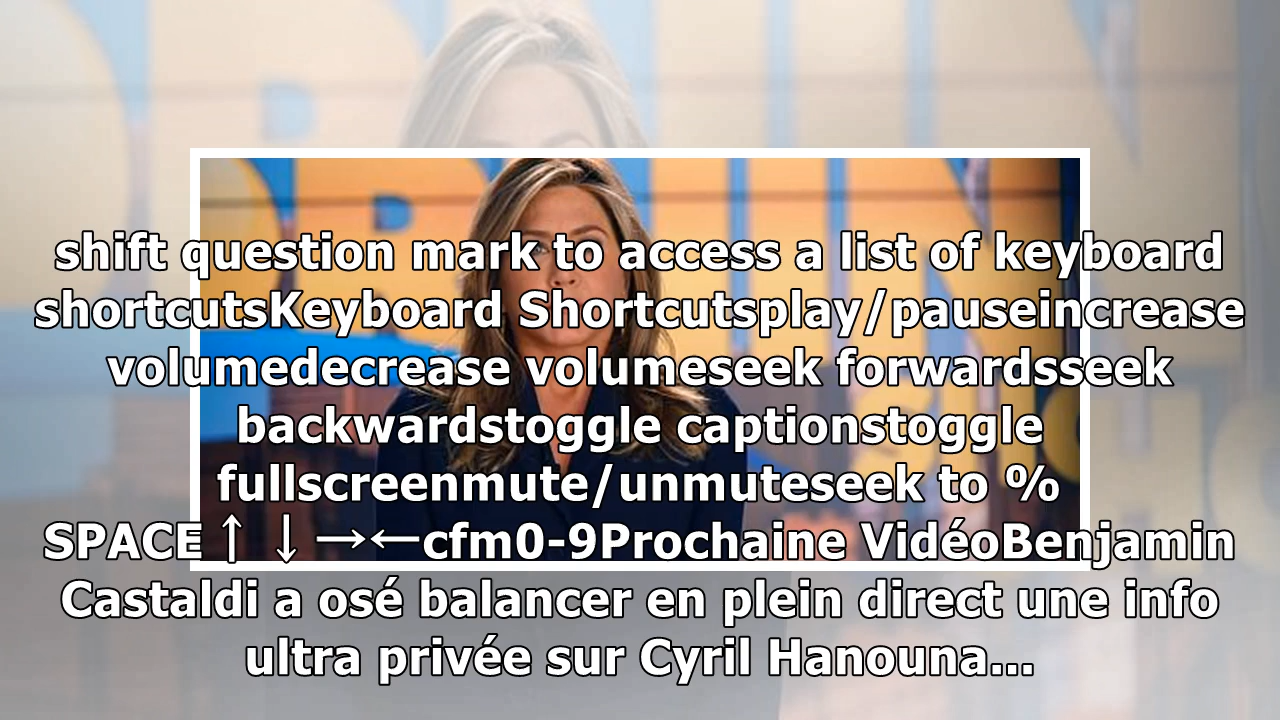 shift question mark to access a list of keyboard
shortcutsKeyboard Shortcutsplay/pauseincrease
volumedecrease volumeseek forwardsseek
backwardstoggle captionstoggle
fullscreenmute/unmuteseek to %
SPACE ↑ ↓ →←cfm0-9Prochaine VidéoBenjamin
Castaldi a osé balancer en plein direct une info
ultra privée sur Cyril Hanouna...